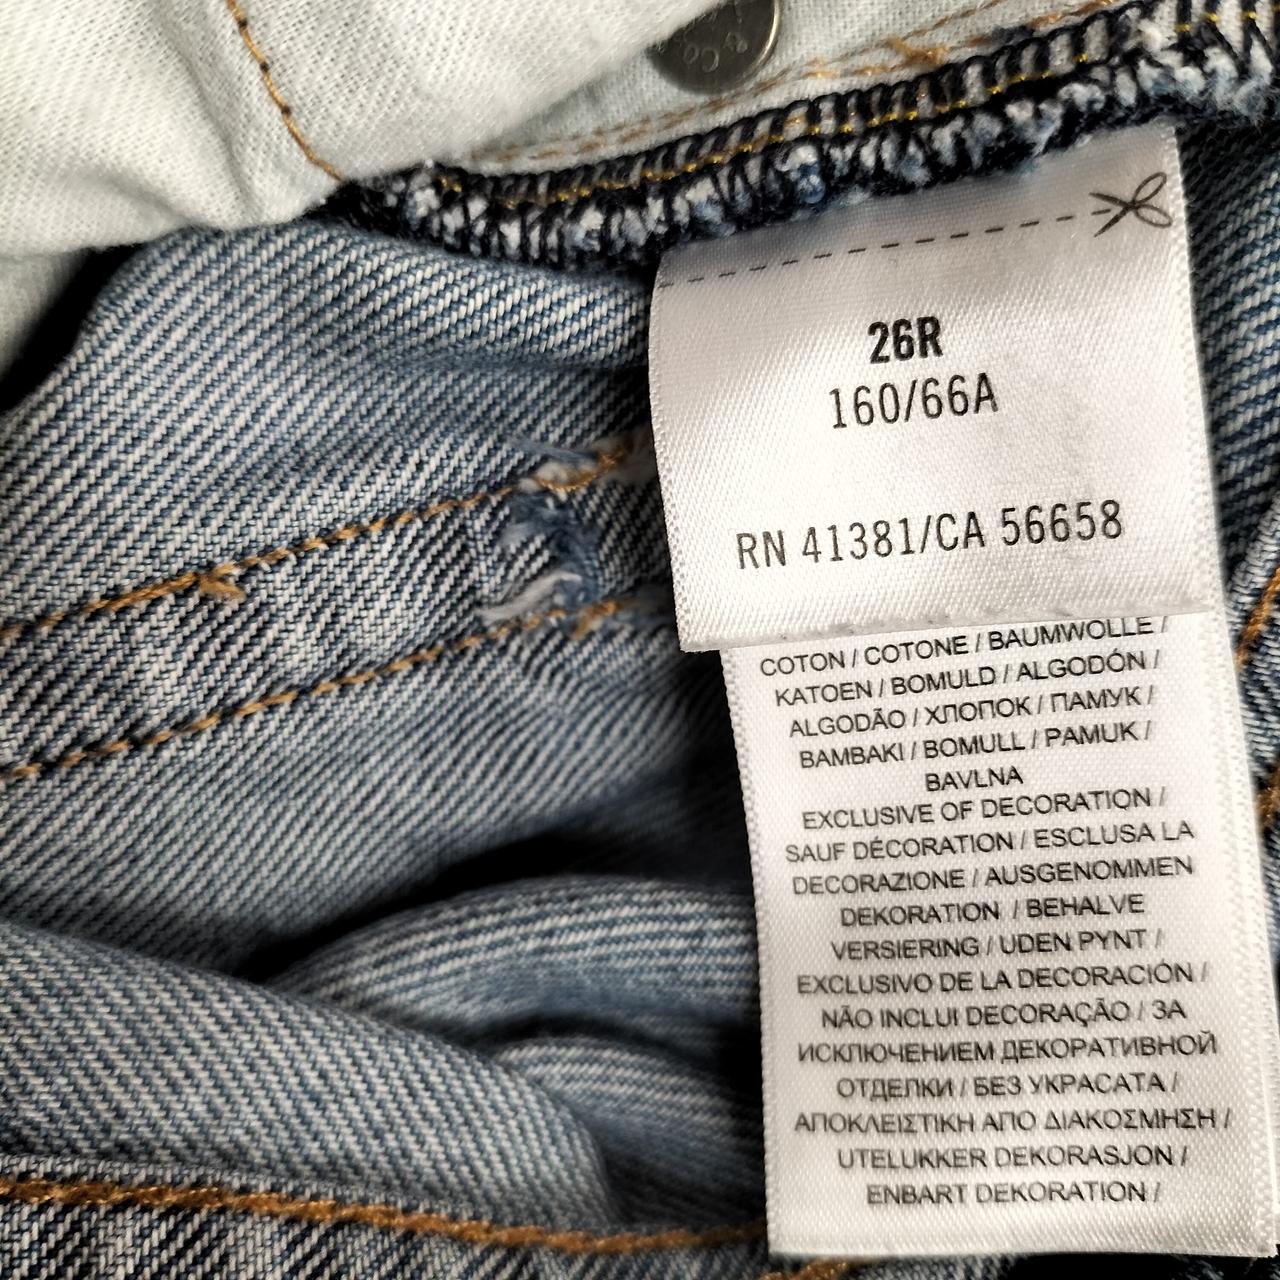 26R
160/66A
RN 41381/CA 56658
COTON / COTONE / BAUMWOLLE /
KATOEN / BOMULD / ALGODÓN /
ALGODÃO / ХЛОПОК / ПАМУК /
BAMBAKI / BOMULL / PAMUK /
BAVLNA
EXCLUSIVE OF DECORATION /
SAUF DÉCORATION / ESCLUSA LA
DECORAZIONE / AUSGENOMMEN
DEKORATION / BEHALVE
VERSIERING / UDEN PYNT /
EXCLUSIVO DE LA DECORACIÓN /
NÃO INCLUI DECORAÇÃO / ЗА
ИСКЛЮЧЕНИЕМ ДЕКОРАТИВНОЙ
ОТДЕЛКИ / БЕЗ УКРАСАТА /
ΑΠΟΚΛΕΙΣΤΙΚΗ ΑΠΟ ΔΙΑΚΟΣΜΗΣΗ /
UTELUKKER DEKORASJON /
ENBART DEKORATION /